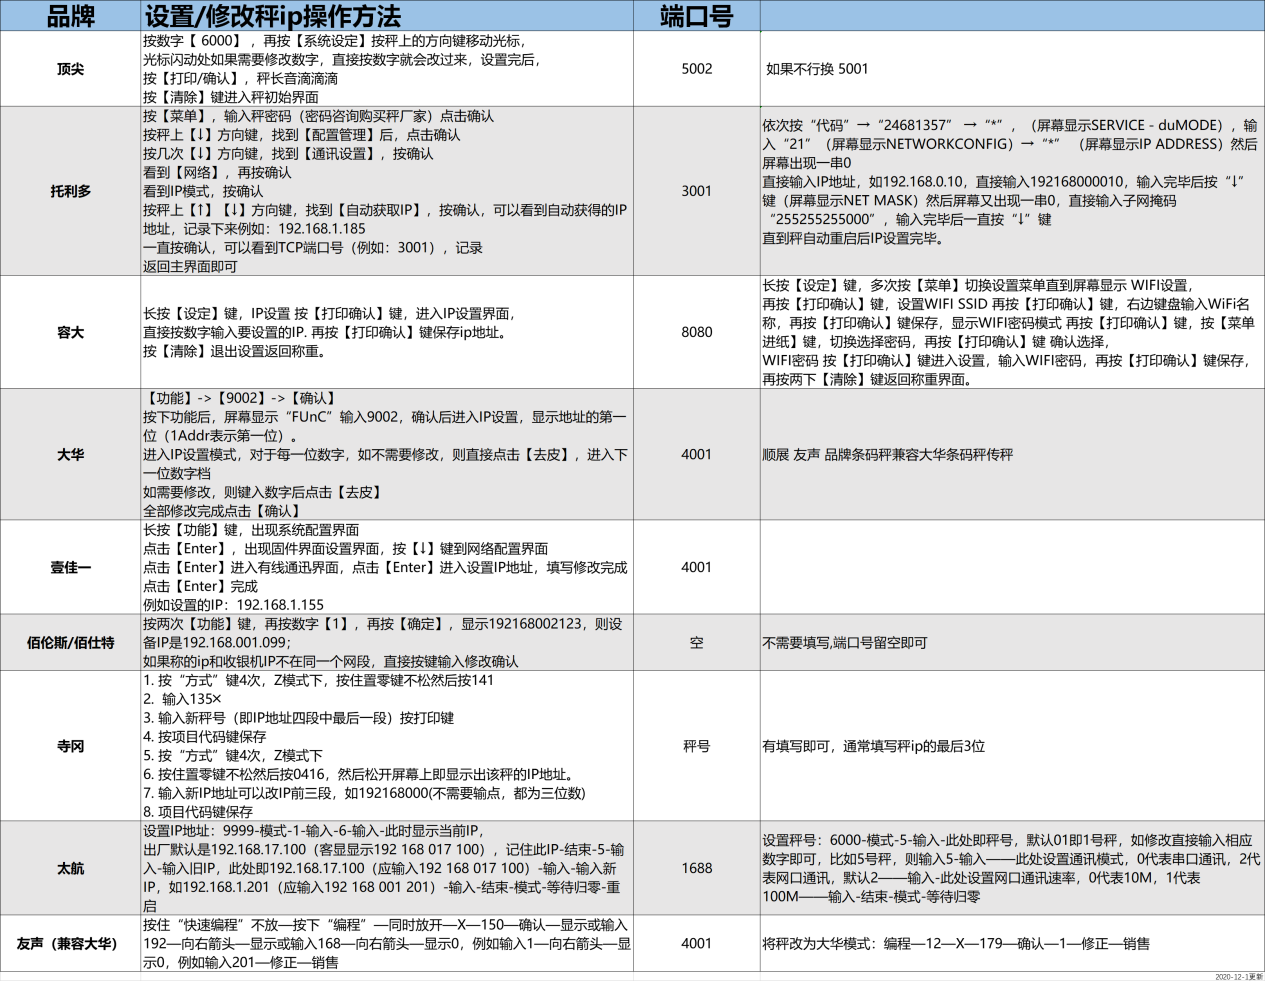 品牌
设置/修改秤ip操作方法
端口号
顶尖
按数字【 6000】 ，再按【系统设定】按秤上的方向键移动光标，
光标闪动处如果需要修改数字，直接按数字就会改过来，设置完后，
按【打印/确认】，秤长音滴滴滴
按【清除】键进入秤初始界面
5002
如果不行换 5001
托利多
按【菜单】，输入秤密码（密码咨询购买秤厂家）点击确认
按秤上【↓】方向键，找到【配置管理】后，点击确认
按几次【↓】方向键，找到【通讯设置】，按确认
看到【网络】，再按确认
看到IP模式，按确认
按秤上【↑】【↓】方向键，找到【自动获取IP】，按确认，可以看到自动获得的IP
地址，记录下来例如：192.168.1.185
一直按确认，可以看到TCP端口号（例如：3001），记录
返回主界面即可
3001
依次按“代码”→“24681357” →“*”，（屏幕显示SERVICE - duMODE），输
入“21”（屏幕显示NETWORKCONFIG）→“*” （屏幕显示IP ADDRESS）然后
屏幕出现一串0
直接输入IP地址，如192.168.0.10，直接输入192168000010，输入完毕后按“↓”
键（屏幕显示NET MASK）然后屏幕又出现一串0，直接输入子网掩码
“255255255000”，输入完毕后一直按“↓”键
直到秤自动重启后IP设置完毕。
容大
长按【设定】键，IP设置 按【打印确认】键，进入IP设置界面，
直接按数字输入要设置的IP. 再按【打印确认】键保存ip地址。
按【清除】退出设置返回称重。
8080
长按【设定】键，多次按【菜单】切换设置菜单直到屏幕显示 WIFI设置，
再按【打印确认】键，设置WIFI SSID 再按【打印确认】键，右边键盘输入WiFi名
称，再按【打印确认】键保存，显示WIFI密码模式 再按【打印确认】键，按【菜单
进纸】键，切换选择密码，再按【打印确认】键 确认选择，
WIFI密码 按【打印确认】键进入设置，输入WIFI密码，再按【打印确认】键保存，
再按两下【清除】键返回称重界面。
大华
【功能】->【9002】->【确认】
按下功能后，屏幕显示“FUnC”输入9002，确认后进入IP设置，显示地址的第一
位（1Addr表示第一位）。
进入IP设置模式，对于每一位数字，如不需要修改，则直接点击【去皮】，进入下
一位数字档
如需要修改，则键入数字后点击【去皮】
全部修改完成点击【确认】
4001
顺展 友声 品牌条码秤兼容大华条码秤传秤
壹佳一
长按【功能】键，出现系统配置界面
点击【Enter】，出现固件界面设置界面，按【↓】键到网络配置界面
点击【Enter】进入有线通讯界面，点击【Enter】进入设置IP地址，填写修改完成
点击【Enter】完成
例如设置的IP：192.168.1.155
4001
佰伦斯/佰仕特
按两次【功能】键，再按数字【1】，再按【确定】，显示192168002123，则设
备IP是192.168.001.099；
如果称的ip和收银机IP不在同一个网段，直接按键输入修改确认
空
不需要填写,端口号留空即可
寺冈
1. 按“方式”键4次，Z模式下，按住置零键不松然后按141
2. 输入135×
3. 输入新秤号（即IP地址四段中最后一段）按打印键
4. 按项目代码键保存
5. 按“方式”键4次，Z模式下
6. 按住置零键不松然后按0416，然后松开屏幕上即显示出该秤的IP地址。
7. 输入新IP地址可以改IP前三段，如192168000(不需要输点，都为三位数)
8. 项目代码键保存
秤号
有填写即可，通常填写秤ip的最后3位
太航
设置IP地址：9999-模式-1-输入-6-输入-此时显示当前IP，
出厂默认是192.168.17.100（客显显示192 168 017 100），记住此IP-结束-5-输
入-输入旧IP，此处即192.168.17.100（应输入192 168 017 100）-输入-输入新
IP，如192.168.1.201（应输入192 168 001 201）-输入-结束-模式-等待归零-重
启
1688
设置秤号：6000-模式-5-输入-此处即秤号，默认01即1号秤，如修改直接输入相应
数字即可，比如5号秤，则输入5-输入——此处设置通讯模式，0代表串口通讯，2代
表网口通讯，默认2——输入-此处设置网口通讯速率，0代表10M，1代表
100M——输入-结束-模式-等待归零
友声（兼容大华）
按住“快速编程”不放—按下“编程”—同时放开—X—150—确认—显示或输入
192—向右箭头—显示或输入168—向右箭头—显示0，例如输入1—向右箭头—显
示0，例如输入201—修正—销售
4001
将秤改为大华模式：编程—12—X—179—确认—1—修正—销售
2020-12-1更新